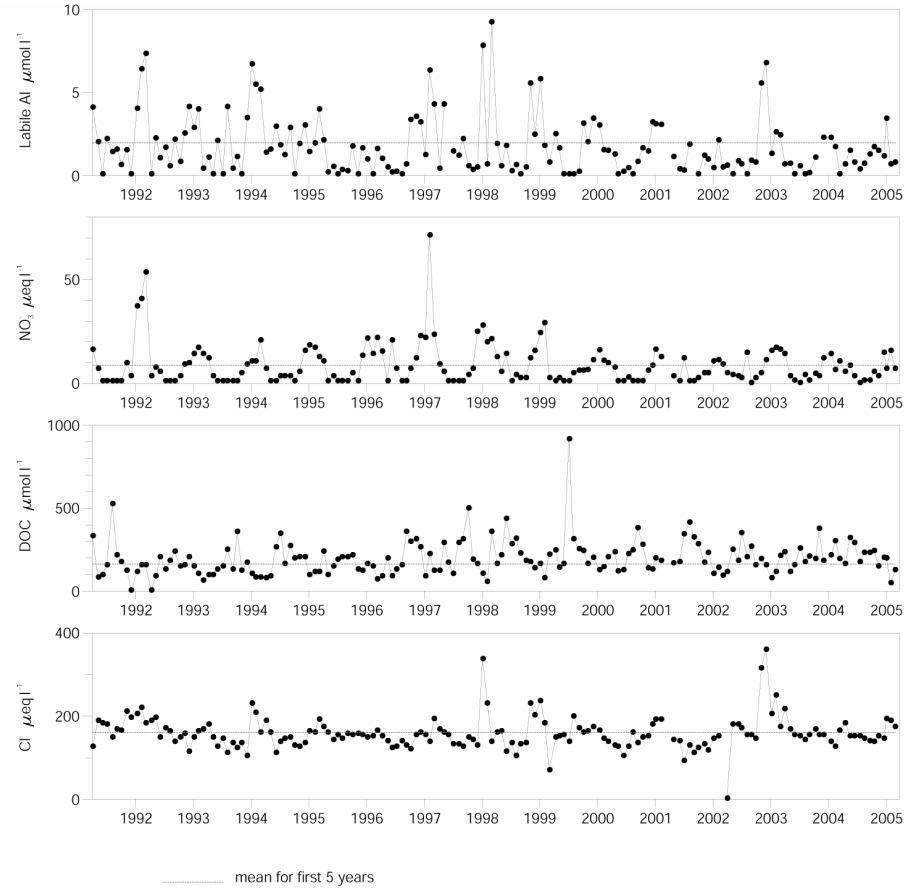 Labile Al μmol l⁻¹
10
5
0
1992 1993 1994 1995 1996 1997 1998 1999 2000 2001 2002 2003 2004 2005
NO₃⁻ μeq l⁻¹
50
0
1992 1993 1994 1995 1996 1997 1998 1999 2000 2001 2002 2003 2004 2005
DOC μmol l⁻¹
1000
500
0
1992 1993 1994 1995 1996 1997 1998 1999 2000 2001 2002 2003 2004 2005
Cl⁻ μeq l⁻¹
400
200
0
1992 1993 1994 1995 1996 1997 1998 1999 2000 2001 2002 2003 2004 2005
mean for first 5 years